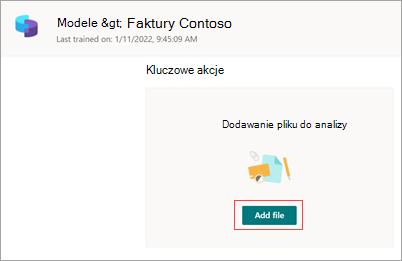 Modele &gt; Faktury Contoso
Last trained on: 1/11/2022, 9:45:09 AM
Kluczowe akcje
Dodawanie pliku do analizy
Add file